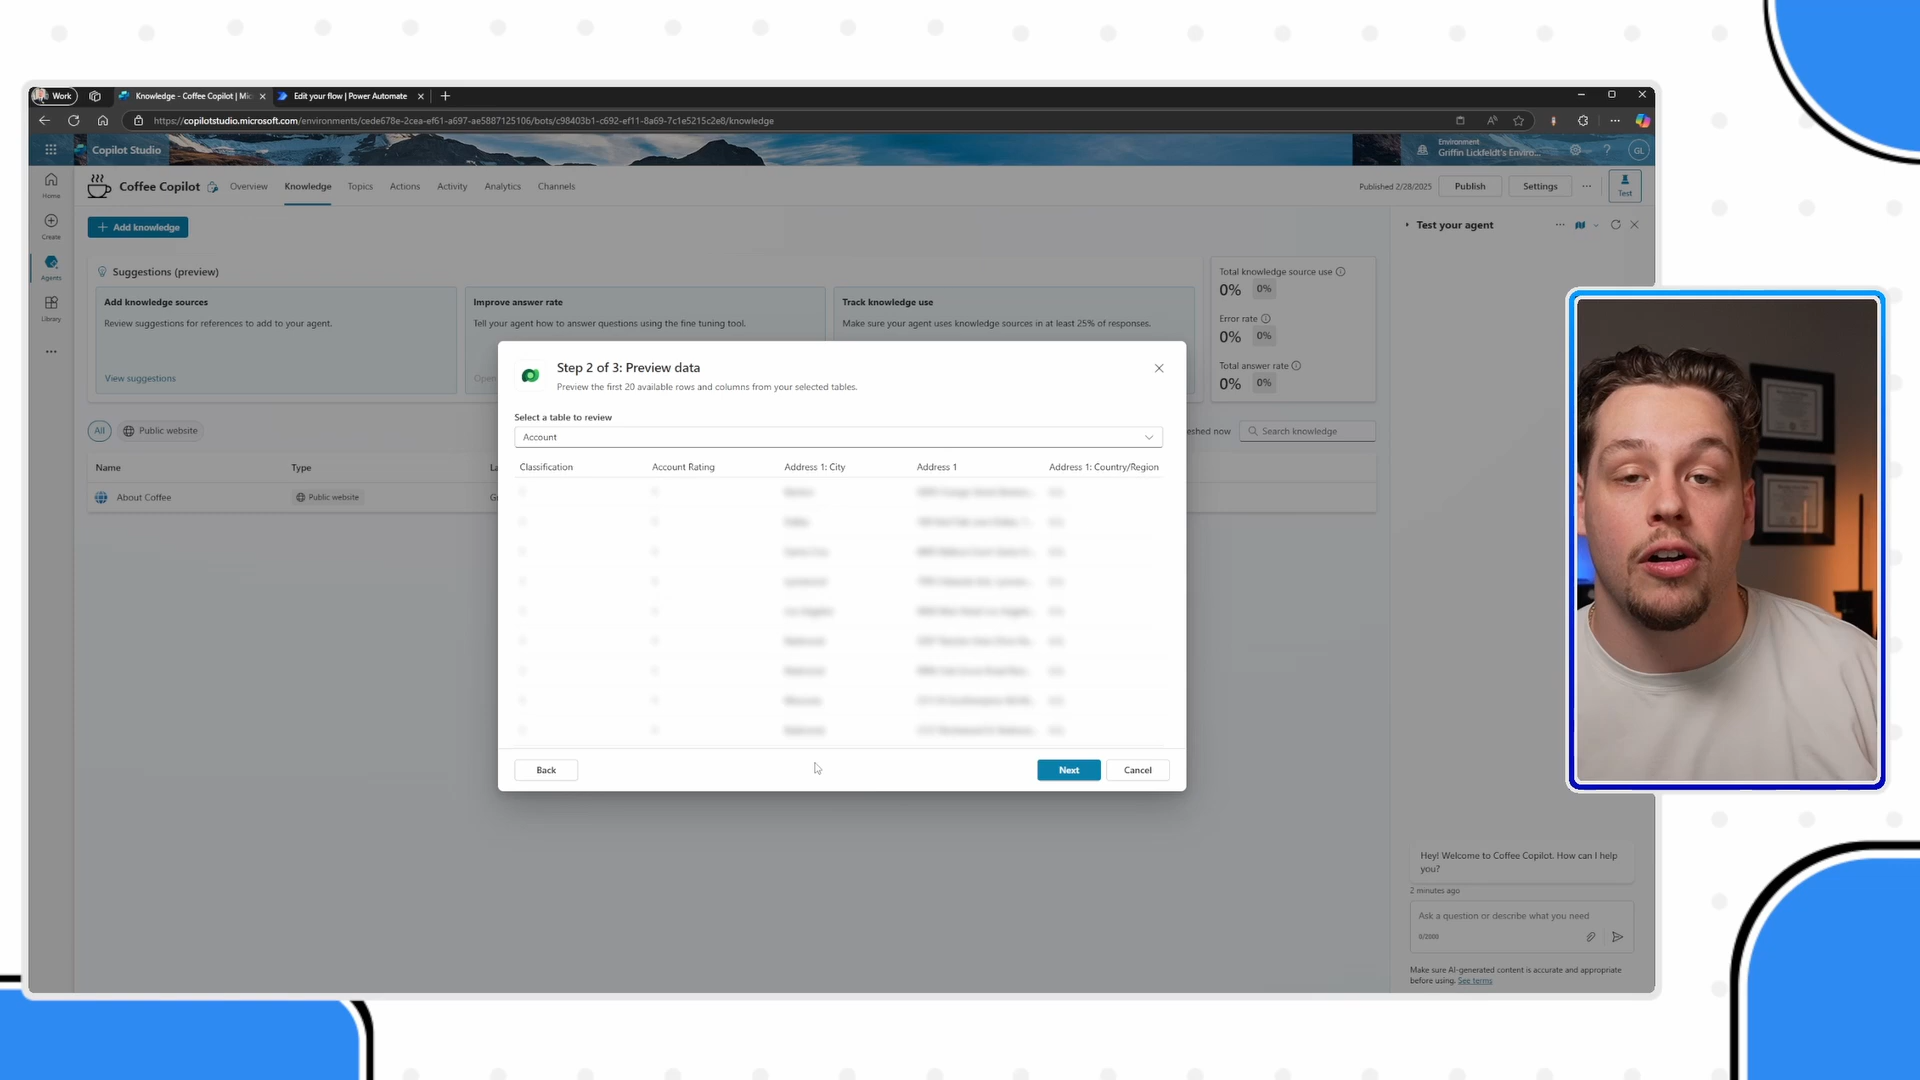 Work
Knowledge - Coffee Copilot | Mic
Edit your flow | Power Automate
https://copilotstudio.microsoft.com/environments/cede678e-2cea-ef61-a697-ae5887125106/bots/c98403b1-c692-ef11-8a69-7c1e5215c2e8/knowledge
Copilot Studio
Environment
Griffin Lickfeldt's Enviro...
GL
Home
Create
Agents
Library
Coffee Copilot
Overview
Knowledge
Topics
Actions
Activity
Analytics
Channels
Published 2/28/2025
Publish
Settings
Test
Add knowledge
Suggestions (preview)
Add knowledge sources
Review suggestions for references to add to your agent.
View suggestions
Improve answer rate
Tell your agent how to answer questions using the fine tuning tool.
Open
Track knowledge use
Make sure your agent uses knowledge sources in at least 25% of responses.
Total knowledge source use
0% 0%
Error rate
0% 0%
Total answer rate
0% 0%
All
Public website
eshed now
Search knowledge
Name
Type
La
About Coffee
Public website
Gr
Step 2 of 3: Preview data
Preview the first 20 available rows and columns from your selected tables.
Select a table to review
Account
Classification
Account Rating
Address 1: City
Address 1
Address 1: Country/Region
Back
Next
Cancel
Test your agent
Hey! Welcome to Coffee Copilot. How can I help
you?
2 minutes ago
Ask a question or describe what you need
0/2000
Make sure AI-generated content is accurate and appropriate
before using. See terms